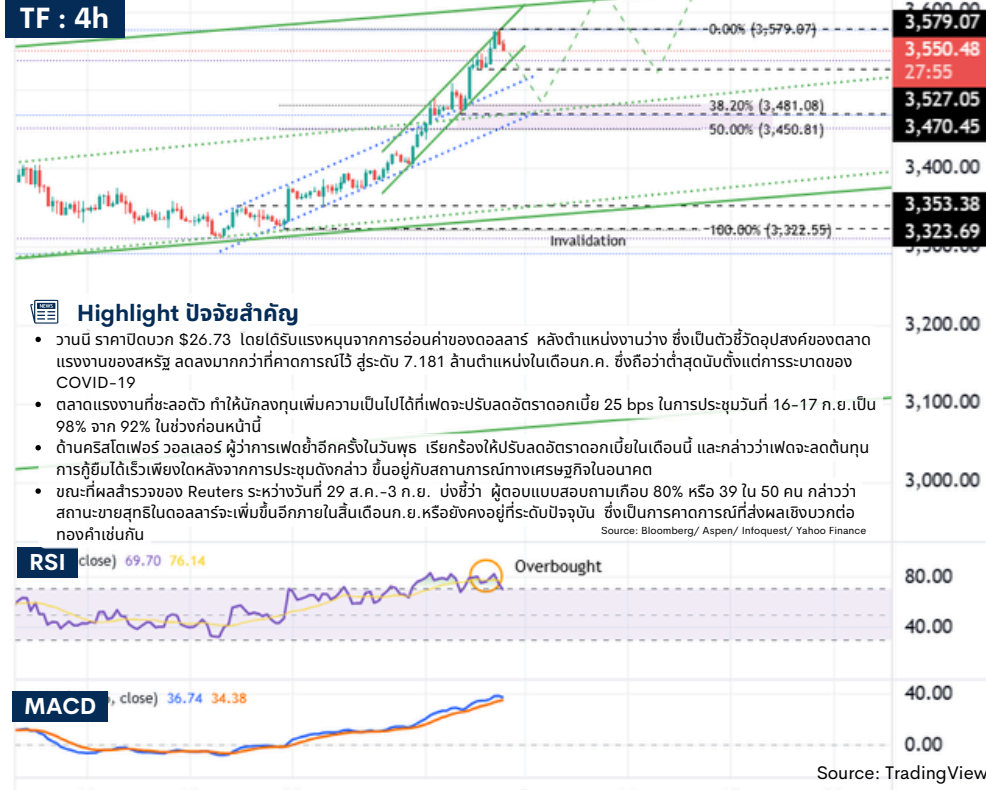 TF : 4h
3,600.00
3,579.07
0.00% (3,579.07)
3,550.48
27:55
3,527.05
38.20% (3,481.08)
3,470.45
50.00% (3,450.81)
3,400.00
3,353.38
100.00% (3,322.55)
3,323.69
Invalidation
3,300.00
NEWS
Highlight ปัจจัยสำคัญ
• วานนี้ ราคาปิดบวก $26.73 โดยได้รับแรงหนุนจากการอ่อนค่าของดอลลาร์ หลังตำแหน่งงานว่าง ซึ่งเป็นตัวชี้วัดอุปสงค์ของตลาด
แรงงานของสหรัฐ ลดลงมากกว่าที่คาดการณ์ไว้ สู่ระดับ 7.181 ล้านตำแหน่งในเดือนก.ค. ซึ่งถือว่าต่ำสุดนับตั้งแต่การระบาดของ
COVID-19
• ตลาดแรงงานที่ชะลอตัว ทำให้นักลงทุนเพิ่มความเป็นไปได้ที่เฟดจะปรับลดอัตราดอกเบี้ย 25 bps ในการประชุมวันที่ 16-17 ก.ย.เป็น
98% จาก 92% ในช่วงก่อนหน้านี้
• ด้านคริสโตเฟอร์ วอลเลอร์ ผู้ว่าการเฟดย้ำอีกครั้งในวันพุธ เรียกร้องให้ปรับลดอัตราดอกเบี้ยในเดือนนี้ และกล่าวว่าเฟดจะลดต้นทุน
การกู้ยืมได้เร็วเพียงใดหลังจากการประชุมดังกล่าว ขึ้นอยู่กับสถานการณ์ทางเศรษฐกิจในอนาคต
• ขณะที่ผลสำรวจของ Reuters ระหว่างวันที่ 29 ส.ค.-3 ก.ย. บ่งชี้ว่า ผู้ตอบแบบสอบถามเกือบ 80% หรือ 39 ใน 50 คน กล่าวว่า
สถานะขายสุทธิในดอลลาร์จะเพิ่มขึ้นอีกภายในสิ้นเดือนก.ย.หรือยังคงอยู่ที่ระดับปัจจุบัน ซึ่งเป็นการคาดการณ์ที่ส่งผลเชิงบวกต่อ
ทองคำเช่นกัน
Source: Bloomberg/ Aspen/ Infoquest/ Yahoo Finance
3,200.00
3,100.00
3,000.00
RSI
close) 69.70 76.14
Overbought
80.00
40.00
MACD
, close) 36.74 34.38
40.00
0.00
Source: TradingView